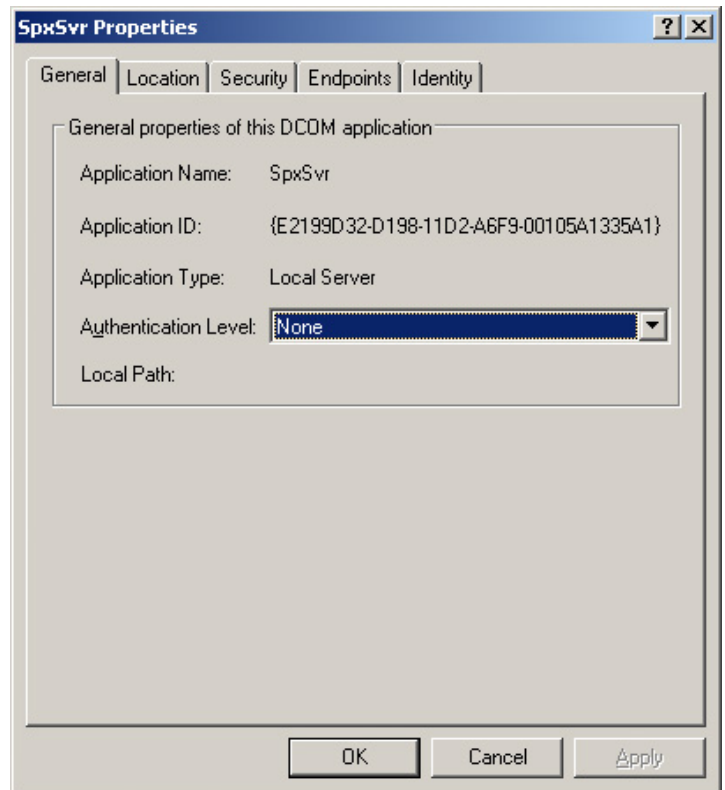 SpxSvr Properties
General Location Security Endpoints Identity
General properties of this DCOM application
Application Name: SpxSvr
Application ID: {E2199D32-D198-11D2-A6F9-00105A1335A1}
Application Type: Local Server
Authentication Level: None
Local Path:
OK Cancel Apply